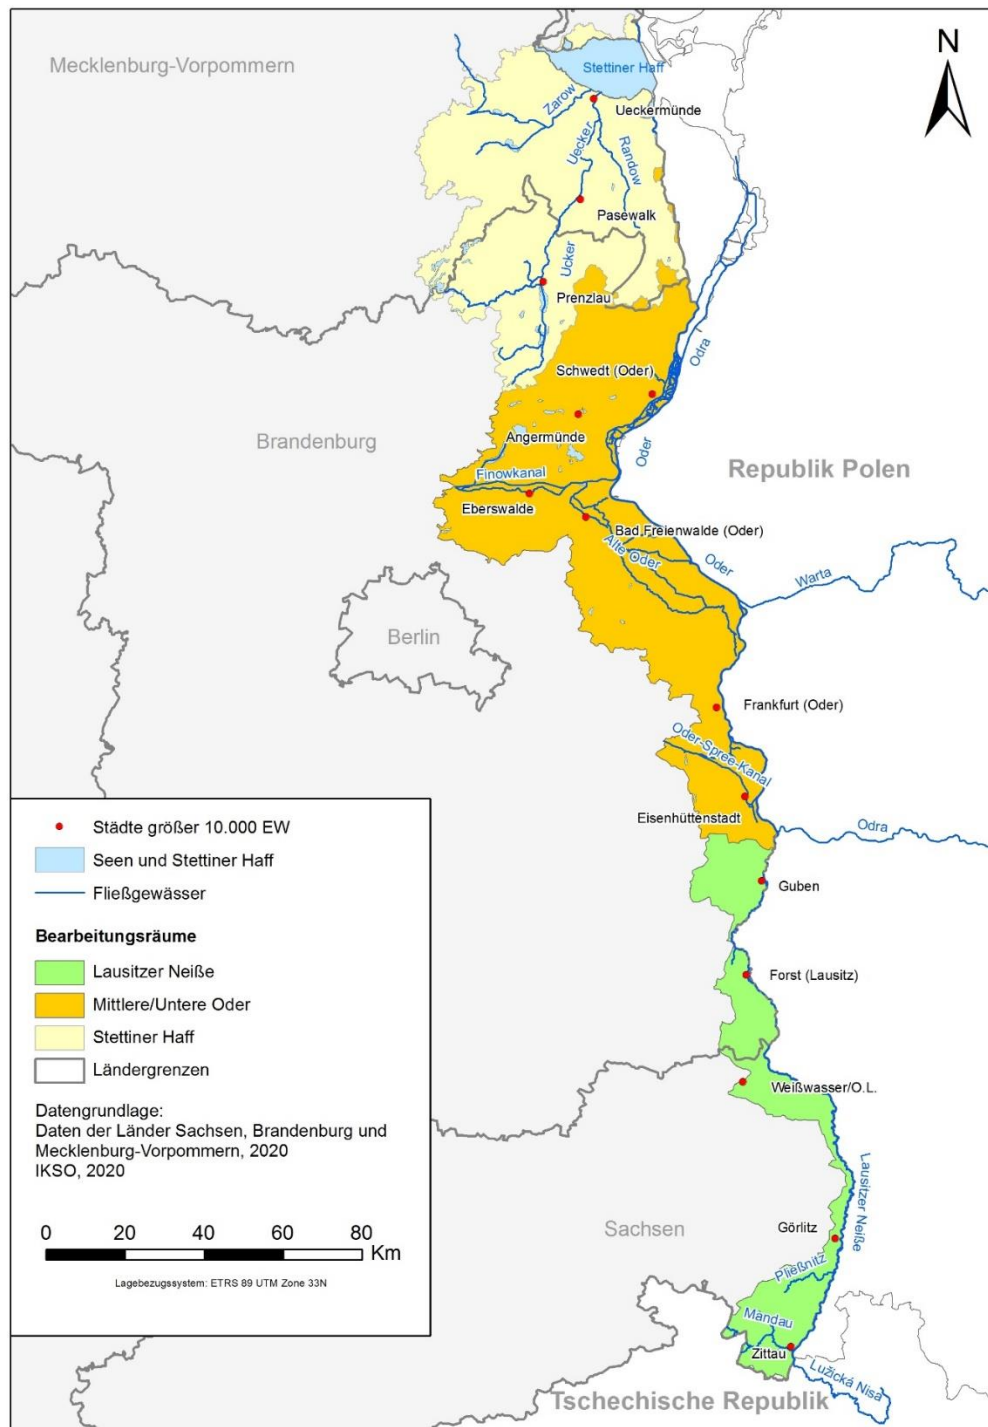 Mecklenburg-Vorpommern
N
Stettiner Haff
Zarow
Ueckermünde
Uecker
Randow
Pasewalk
Ucker
Prenzlau
Odra
Schwedt (Oder)
Brandenburg
Angermünde
Oder
Republik Polen
Finowkanal
Eberswalde
Bad Freienwalde (Oder)
Alte Oder
Oder
Warta
Berlin
Frankfurt (Oder)
Oder-Spree-Kanal
Eisenhüttenstadt
Odra
Guben
Forst (Lausitz)
Weißwasser/O.L.
Lausitzer Neiße
Sachsen
Görlitz
Pließnitz
Mandau
Zittau
Lužická Nisa
Tschechische Republik
Städte größer 10.000 EW
Seen und Stettiner Haff
Fließgewässer
Bearbeitungsräume
Lausitzer Neiße
Mittlere/Untere Oder
Stettiner Haff
Ländergrenzen
Datengrundlage:
Daten der Länder Sachsen, Brandenburg und
Mecklenburg-Vorpommern, 2020
IKSO, 2020
0 20 40 60 80
Km
Lagebezugssystem: ETRS 89 UTM Zone 33N